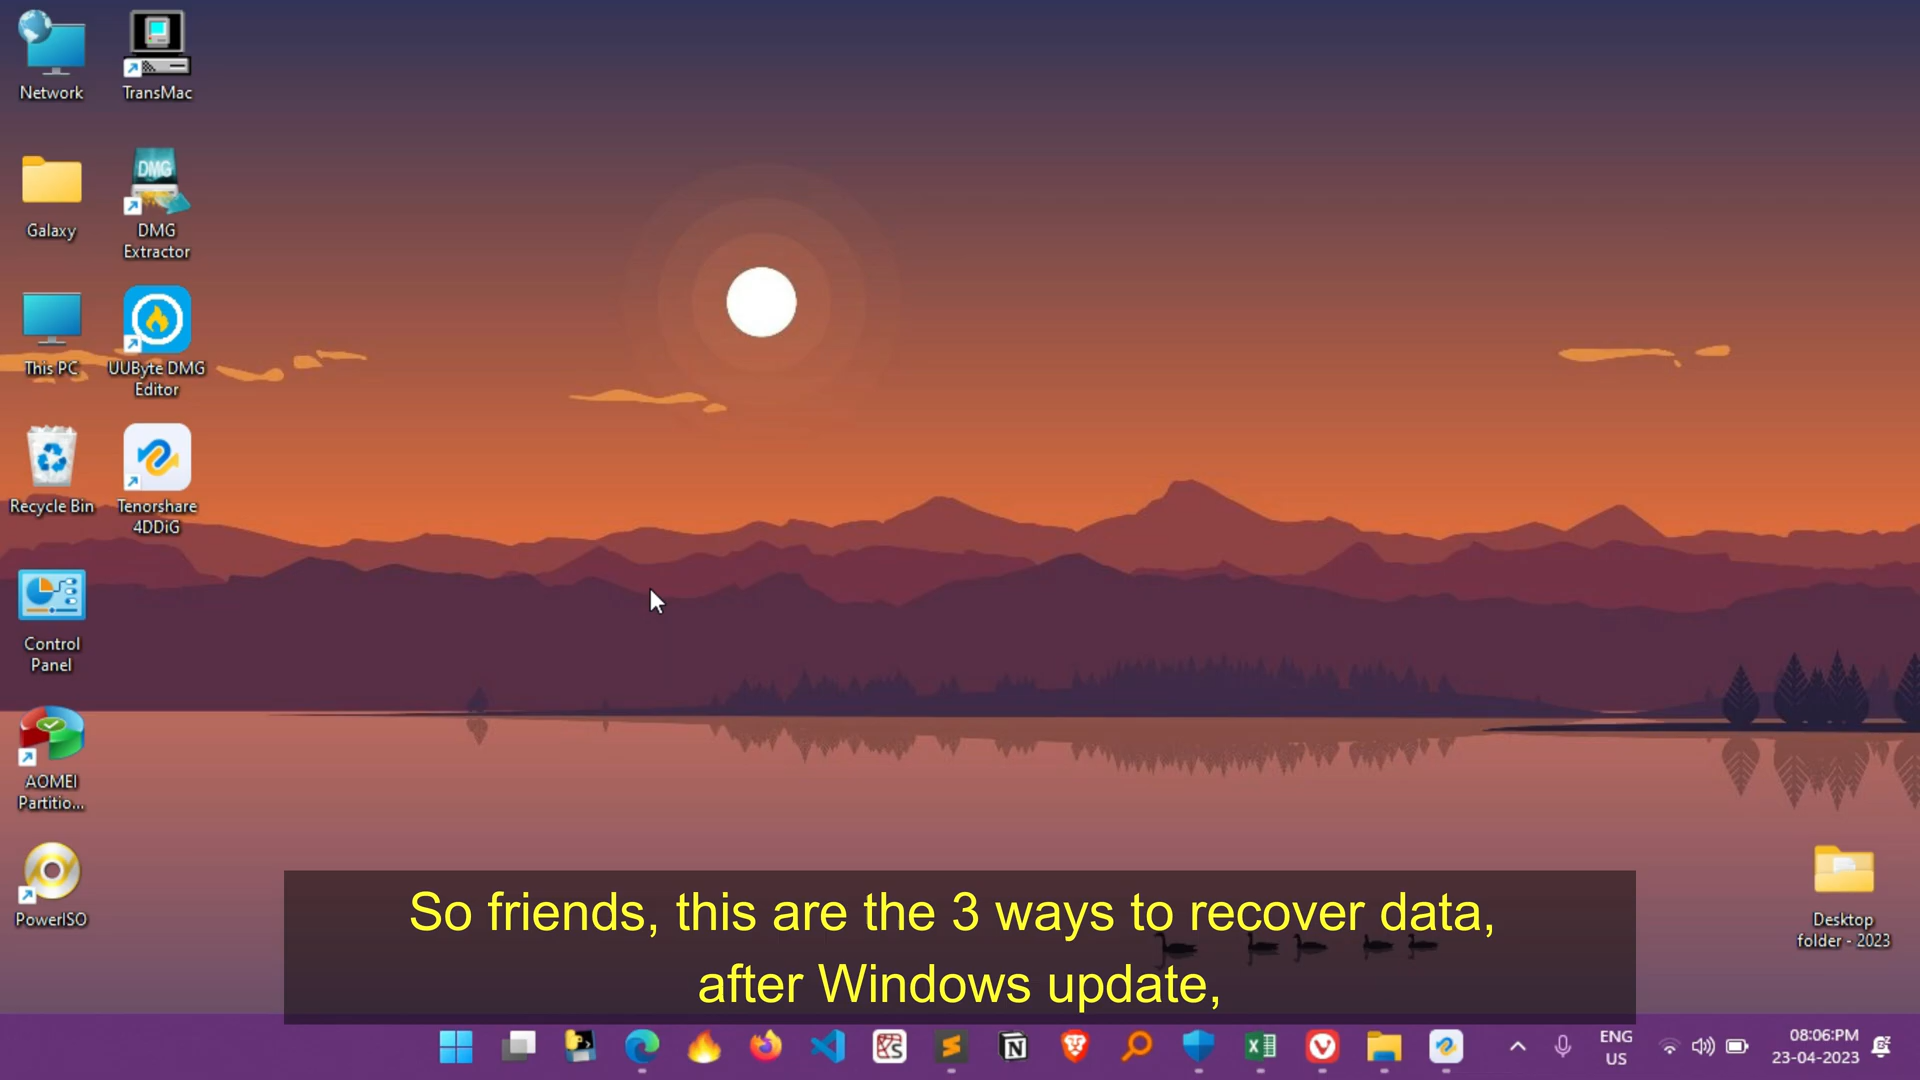 Network
TransMac
Galaxy
DMG
DMG
Extractor
This PC
UUByte DMG
Editor
Recycle Bin
Tenorshare
4DDiG
Control
Panel
AOMEI
Partitio...
PowerISO
Desktop
folder - 2023
So friends, this are the 3 ways to recover data,
after Windows update,
ENG
US
08:06:PM
23-04-2023